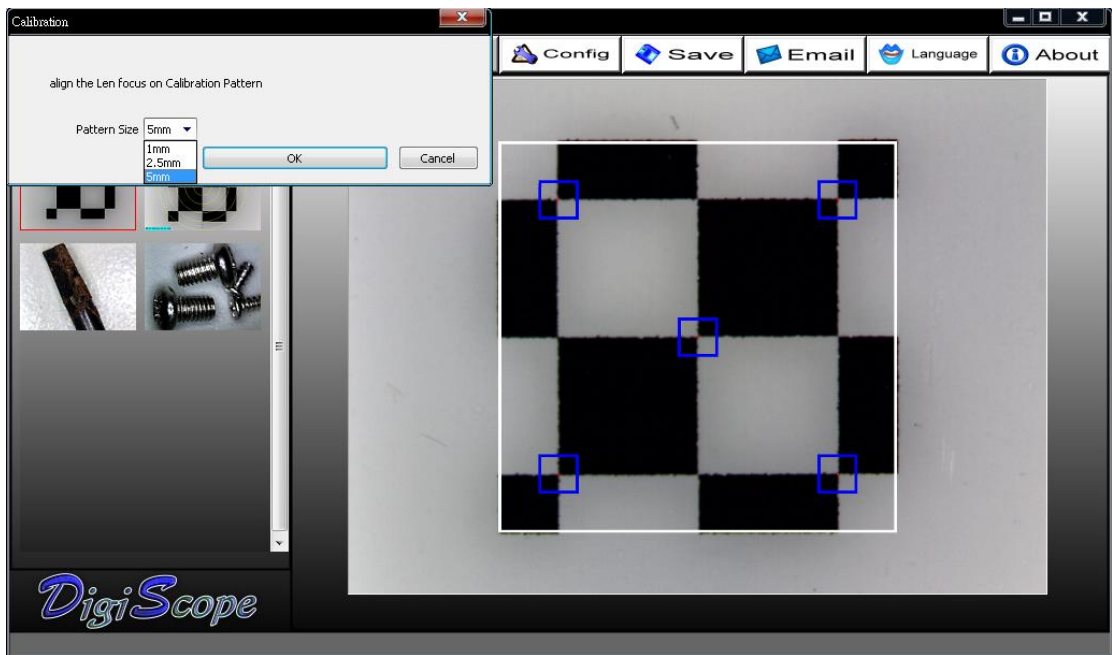 Calibration
align the Len focus on Calibration Pattern
Pattern Size 5mm
1mm
2.5mm
5mm
OK
Cancel
Config
Save
Email
Language
About
DigiScope